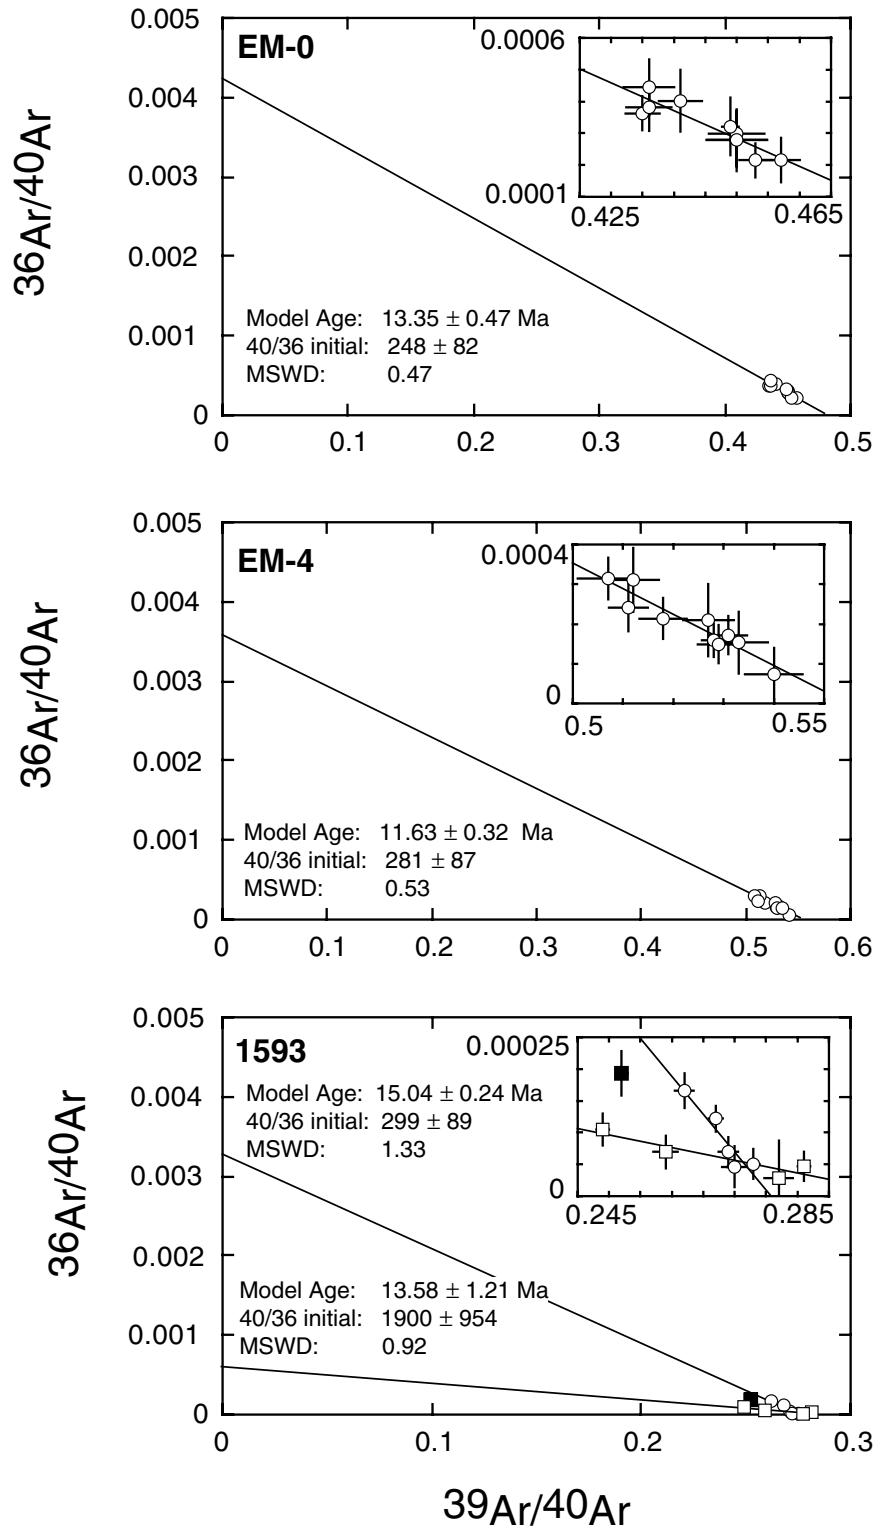 0.005
EM-0
0.0006
0.004
0.003
0.0001
0.425
0.465
0.002
Model Age: 13.35 ± 0.47 Ma
0.001
40/36 initial: 248 ± 82
MSWD: 0.47
0
0
0.1
0.2
0.3
0.4
0.5
36Ar/40Ar
0.005
EM-4
0.0004
0.004
0.003
0
0.5
0.55
0.002
0.001
Model Age: 11.63 ± 0.32 Ma
40/36 initial: 281 ± 87
MSWD: 0.53
0
0
0.1
0.2
0.3
0.4
0.5
0.6
36Ar/40Ar
0.005
1593
0.00025
Model Age: 15.04 ± 0.24 Ma
0.004
40/36 initial: 299 ± 89
MSWD: 1.33
0
0.245
0.285
0.003
0.002
Model Age: 13.58 ± 1.21 Ma
40/36 initial: 1900 ± 954
0.001
MSWD: 0.92
0
0
0.1
0.2
0.3
36Ar/40Ar
39Ar/40Ar